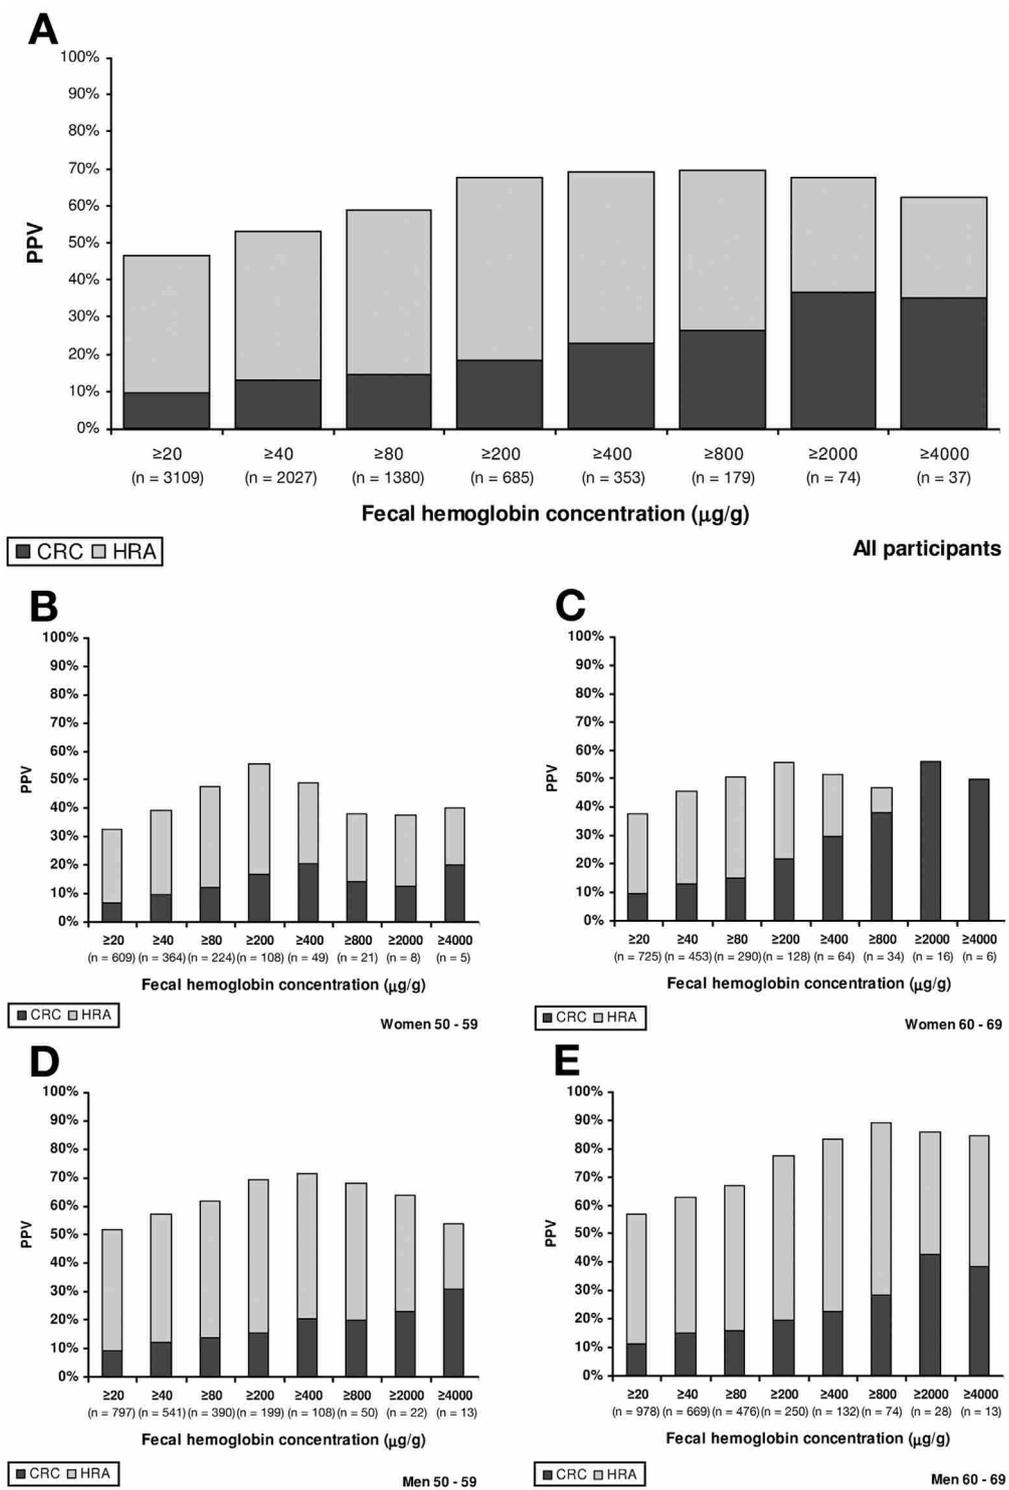 A
100%
90%
80%
70%
60%
50%
40%
30%
20%
10%
0%
PPV
≥20 ≥40 ≥80 ≥200 ≥400 ≥800 ≥2000 ≥4000
(n = 3109) (n = 2027) (n = 1380) (n = 685) (n = 353) (n = 179) (n = 74) (n = 37)
Fecal hemoglobin concentration (µg/g)
CRC HRA
All participants
B
100%
90%
80%
70%
60%
50%
40%
30%
20%
10%
0%
PPV
≥20 ≥40 ≥80 ≥200 ≥400 ≥800 ≥2000 ≥4000
(n = 609) (n = 364) (n = 224) (n = 108) (n = 49) (n = 21) (n = 8) (n = 5)
Fecal hemoglobin concentration (µg/g)
CRC HRA
Women 50 - 59
C
100%
90%
80%
70%
60%
50%
40%
30%
20%
10%
0%
PPV
≥20 ≥40 ≥80 ≥200 ≥400 ≥800 ≥2000 ≥4000
(n = 725) (n = 453) (n = 290) (n = 128) (n = 64) (n = 34) (n = 16) (n = 6)
Fecal hemoglobin concentration (µg/g)
CRC HRA
Women 60 - 69
D
100%
90%
80%
70%
60%
50%
40%
30%
20%
10%
0%
PPV
≥20 ≥40 ≥80 ≥200 ≥400 ≥800 ≥2000 ≥4000
(n = 797) (n = 541) (n = 390) (n = 199) (n = 108) (n = 50) (n = 22) (n = 13)
Fecal hemoglobin concentration (µg/g)
CRC HRA
Men 50 - 59
E
100%
90%
80%
70%
60%
50%
40%
30%
20%
10%
0%
PPV
≥20 ≥40 ≥80 ≥200 ≥400 ≥800 ≥2000 ≥4000
(n = 978) (n = 669) (n = 476) (n = 250) (n = 132) (n = 74) (n = 28) (n = 13)
Fecal hemoglobin concentration (µg/g)
CRC HRA
Men 60 - 69